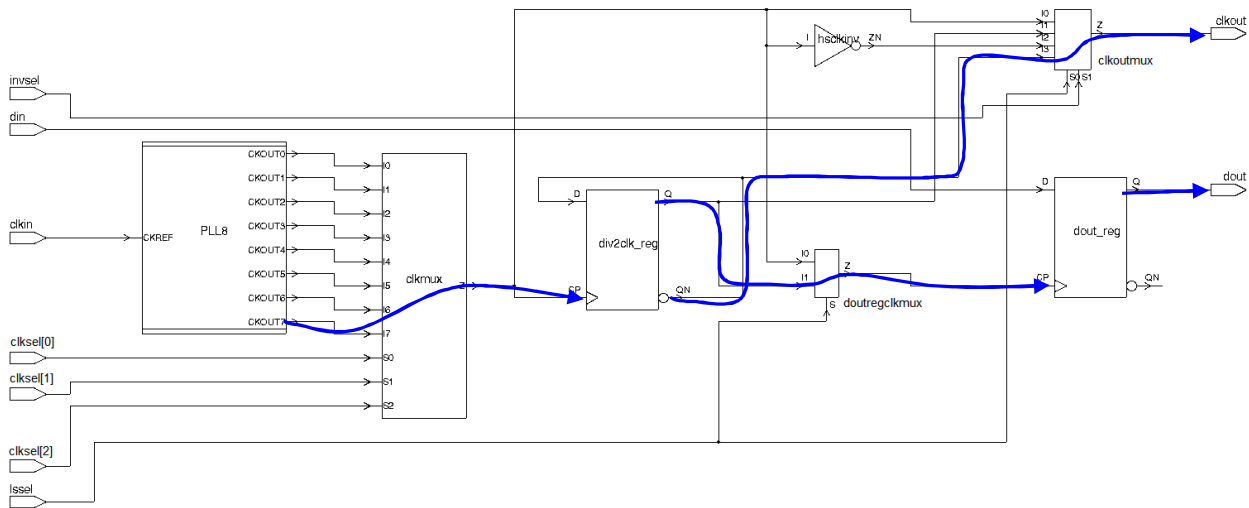 I0
Z
clkout
I1
I
hsclkinv
ZN
I2
I3
clkoutmux
S0
S1
invsel
din
CKOUT0
I0
CKOUT1
I1
D
Q
D
Q
dout
CKOUT2
I2
clkin
CKREF
PLL8
CKOUT3
I3
div2clk_reg
dout_reg
CKOUT4
I4
I0
Z
CKOUT5
I5
clkmux
Z
I1
CP
QN
CP
QN
CKOUT6
I6
S
doutregclkmux
CKOUT7
I7
clksel[0]
S0
clksel[1]
S1
S2
clksel[2]
lssel